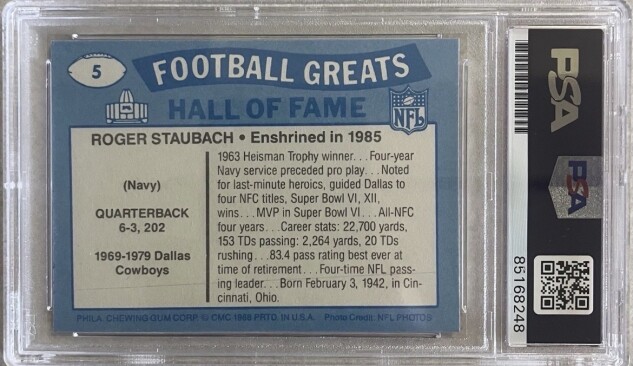 5
FOOTBALL GREATS
HALL OF FAME
NFL
ROGER STAUBACH • Enshrined in 1985
(Navy)
QUARTERBACK
6-3, 202
1969-1979 Dallas
Cowboys
1963 Heisman Trophy winner. . .Four-year
Navy service preceded pro play. . .Noted
for last-minute heroics, guided Dallas to
four NFC titles, Super Bowl VI, XII,
wins. . .MVP in Super Bowl VI. . .All-NFC
four years. . .Career stats: 22,700 yards,
153 TDs passing: 2,264 yards, 20 TDs
rushing. . .83.4 pass rating best ever at
time of retirement. . .Four-time NFL pass-
ing leader. . .Born February 3, 1942, in Cin-
cinnati, Ohio.
PHILA. CHEWING-GUM CORP. © CMC 1988 PRTD. IN U.S.A. Photo Credit: NFL PHOTOS
PSA
PSA
85168248